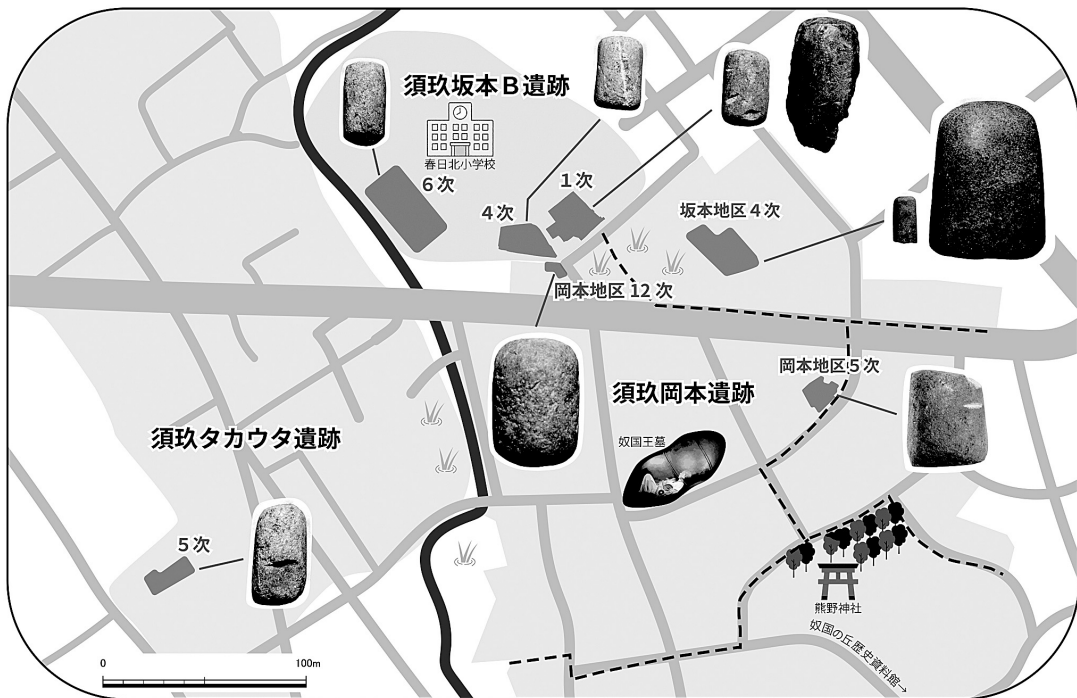 須玖坂本B遺跡
春日北小学校
6次
4次
1次
坂本地区4次
岡本地区 12次
岡本地区5次
須玖岡本遺跡
奴国王墓
須玖タカウタ遺跡
5次
熊野神社
奴国の丘歴史資料館→
0
100m